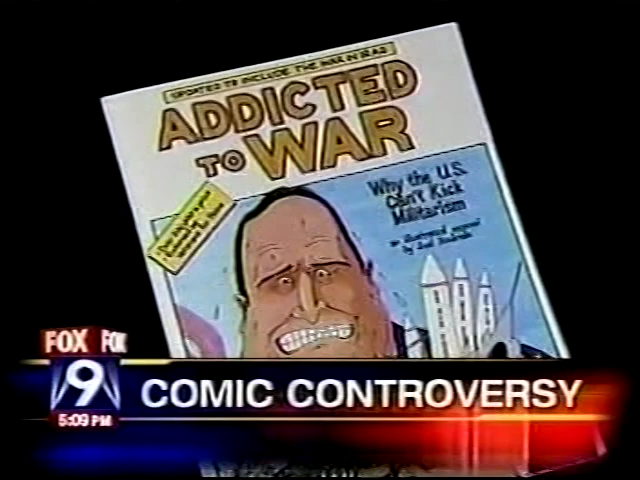 UPDATED TO INCLUDE THE WAR IN IRAQ
ADDICTED
TO WAR
Why the U.S.
Can't Kick
Militarism
an illustrated exposé
by Joel Andreas
FOX FOX
9
5:09 PM
COMIC CONTROVERSY